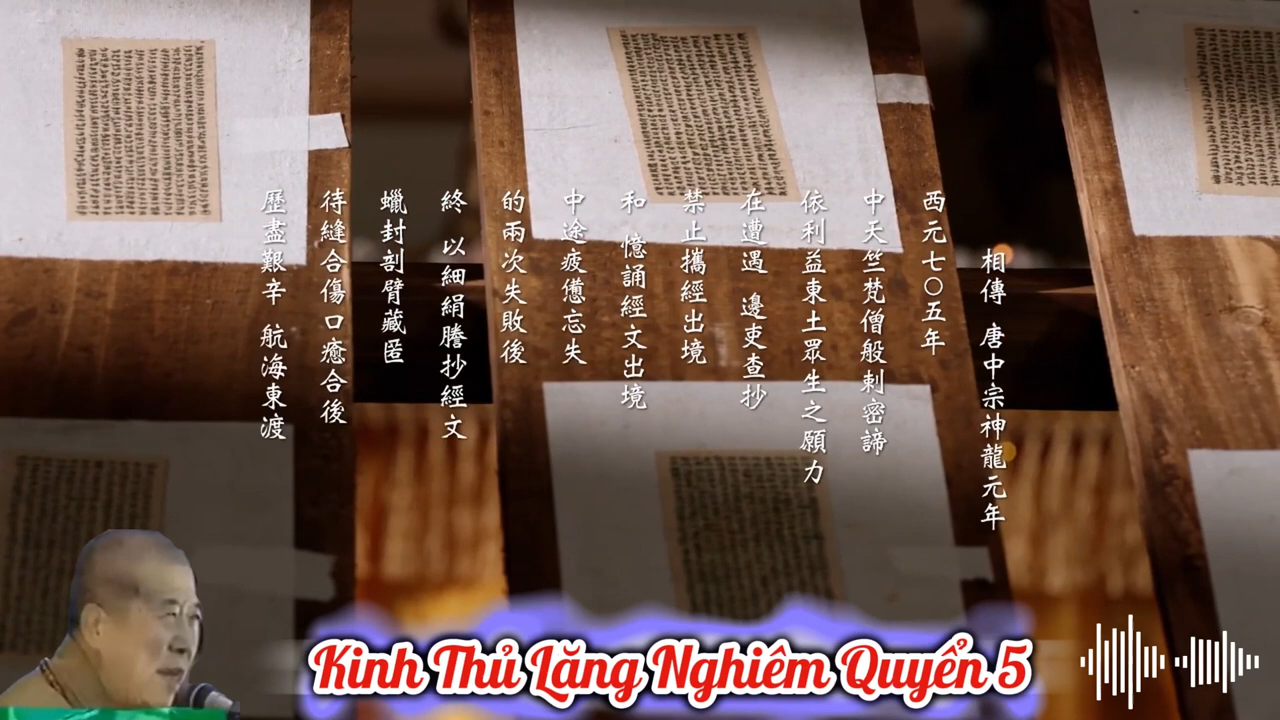 相傳 唐中宗神龍元年
西元七〇五年
中天竺梵僧般剌密諦
依利益東土眾生之願力
在遭遇 邊吏查抄
禁止攜經出境
和 憶誦經文出境
中途疲憊忘失
的兩次失敗後
終 以細絹謄抄經文
蠟封剖臂藏匿
待縫合傷口癒合後
歷盡艱辛 航海東渡
Kinh Thủ Lăng Nghiêm Quyển 5